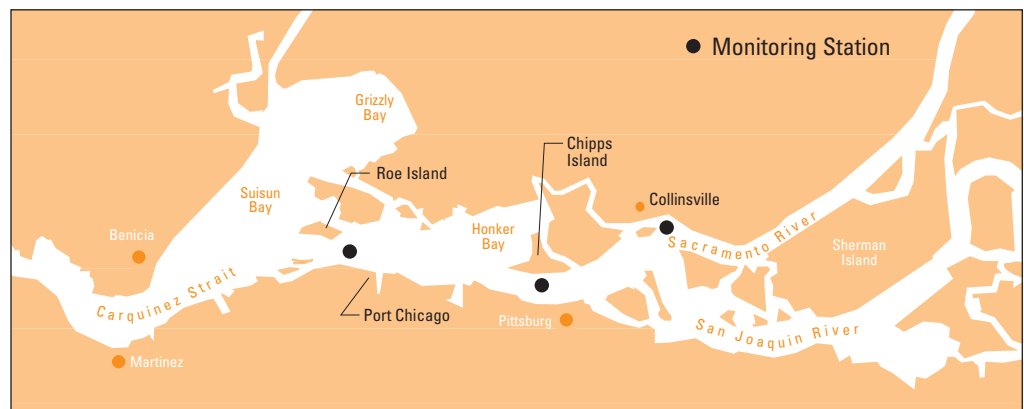 Monitoring Station
Grizzly
Bay
Chipps
Island
Roe Island
Suisun
Bay
Collinsville
Honker
Bay
Benicia
Sacramento River
Sherman
Island
Carquinez Strait
Port Chicago
Pittsburg
San Joaquin River
Martinez